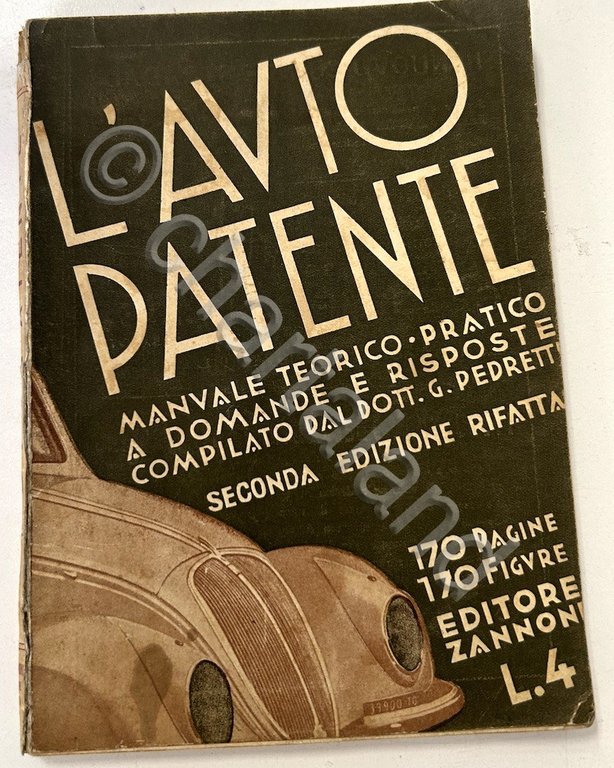 L'AVTO
PATENTE
MANVALE TEORICO-PRATICO
A DOMANDE E RISPOSTE
COMPILATO DAL DOTT. G. PEDRETTI
SECONDA EDIZIONE RIFATTA
170 PAGINE
170 FIGVRE
EDITORE
ZANNONI
L.4
© chartaland